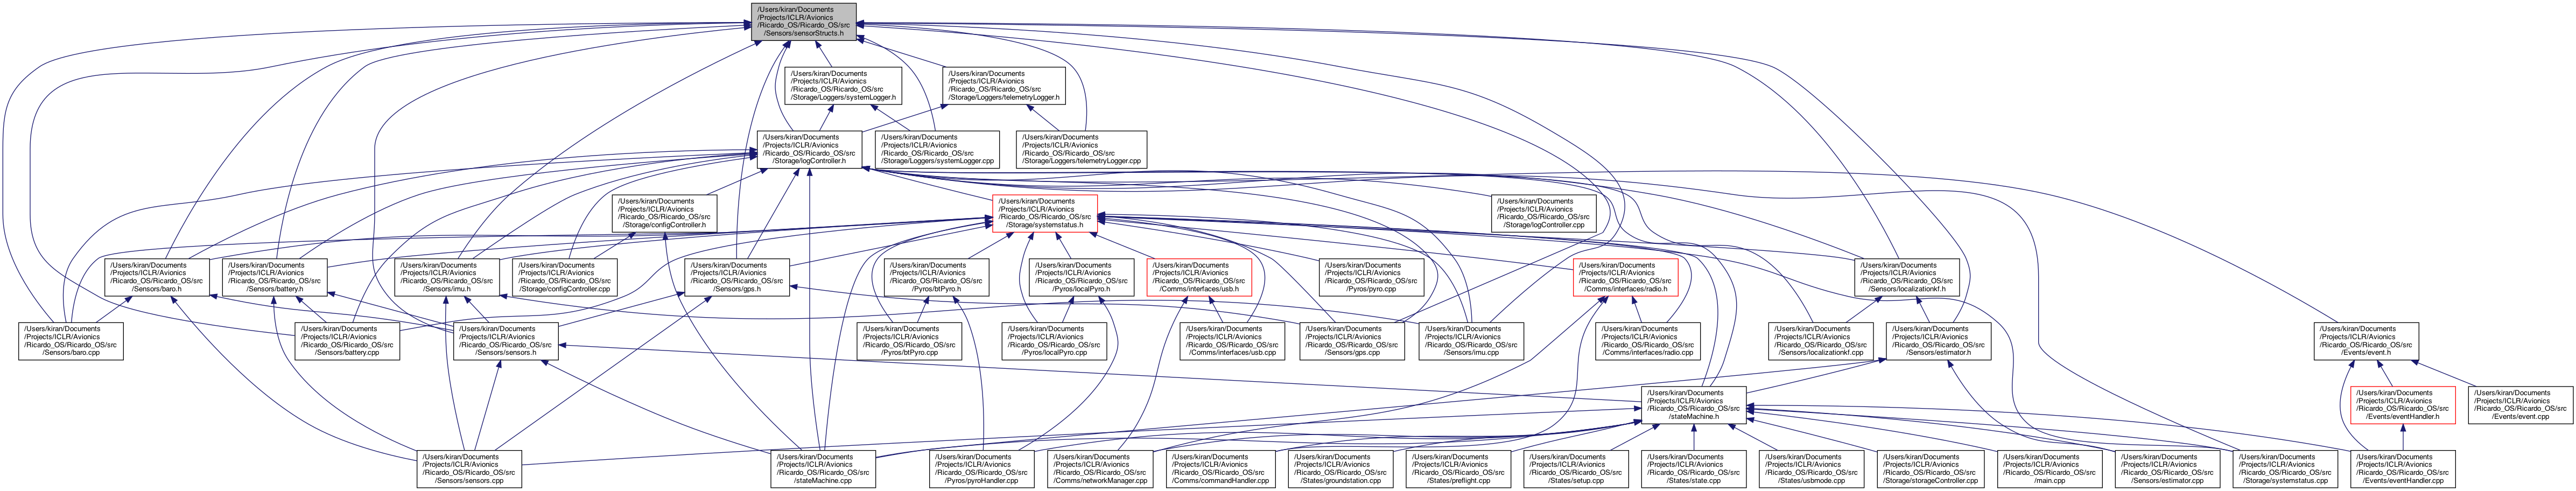 /Users/kiran/Documents
/Projects/ICLR/Avionics
/Ricardo_OS/Ricardo_OS/src
/Sensors/sensorStructs.h
/Users/kiran/Documents
/Projects/ICLR/Avionics
/Ricardo_OS/Ricardo_OS/src
/Storage/Loggers/systemLogger.h
/Users/kiran/Documents
/Projects/ICLR/Avionics
/Ricardo_OS/Ricardo_OS/src
/Storage/Loggers/telemetryLogger.h
/Users/kiran/Documents
/Projects/ICLR/Avionics
/Ricardo_OS/Ricardo_OS/src
/Storage/logController.h
/Users/kiran/Documents
/Projects/ICLR/Avionics
/Ricardo_OS/Ricardo_OS/src
/Storage/Loggers/systemLogger.cpp
/Users/kiran/Documents
/Projects/ICLR/Avionics
/Ricardo_OS/Ricardo_OS/src
/Storage/Loggers/telemetryLogger.cpp
/Users/kiran/Documents
/Projects/ICLR/Avionics
/Ricardo_OS/Ricardo_OS/src
/Storage/configController.h
/Users/kiran/Documents
/Projects/ICLR/Avionics
/Ricardo_OS/Ricardo_OS/src
/Storage/systemstatus.h
/Users/kiran/Documents
/Projects/ICLR/Avionics
/Ricardo_OS/Ricardo_OS/src
/Storage/logController.cpp
/Users/kiran/Documents
/Projects/ICLR/Avionics
/Ricardo_OS/Ricardo_OS/src
/Sensors/baro.h
/Users/kiran/Documents
/Projects/ICLR/Avionics
/Ricardo_OS/Ricardo_OS/src
/Sensors/battery.h
/Users/kiran/Documents
/Projects/ICLR/Avionics
/Ricardo_OS/Ricardo_OS/src
/Sensors/imu.h
/Users/kiran/Documents
/Projects/ICLR/Avionics
/Ricardo_OS/Ricardo_OS/src
/Storage/configController.cpp
/Users/kiran/Documents
/Projects/ICLR/Avionics
/Ricardo_OS/Ricardo_OS/src
/Sensors/gps.h
/Users/kiran/Documents
/Projects/ICLR/Avionics
/Ricardo_OS/Ricardo_OS/src
/Pyros/btPyro.h
/Users/kiran/Documents
/Projects/ICLR/Avionics
/Ricardo_OS/Ricardo_OS/src
/Pyros/localPyro.h
/Users/kiran/Documents
/Projects/ICLR/Avionics
/Ricardo_OS/Ricardo_OS/src
/Comms/interfaces/usb.h
/Users/kiran/Documents
/Projects/ICLR/Avionics
/Ricardo_OS/Ricardo_OS/src
/Pyros/pyro.cpp
/Users/kiran/Documents
/Projects/ICLR/Avionics
/Ricardo_OS/Ricardo_OS/src
/Comms/interfaces/radio.h
/Users/kiran/Documents
/Projects/ICLR/Avionics
/Ricardo_OS/Ricardo_OS/src
/Sensors/localizationkf.h
/Users/kiran/Documents
/Projects/ICLR/Avionics
/Ricardo_OS/Ricardo_OS/src
/Sensors/baro.cpp
/Users/kiran/Documents
/Projects/ICLR/Avionics
/Ricardo_OS/Ricardo_OS/src
/Sensors/battery.cpp
/Users/kiran/Documents
/Projects/ICLR/Avionics
/Ricardo_OS/Ricardo_OS/src
/Sensors/sensors.h
/Users/kiran/Documents
/Projects/ICLR/Avionics
/Ricardo_OS/Ricardo_OS/src
/Pyros/btPyro.cpp
/Users/kiran/Documents
/Projects/ICLR/Avionics
/Ricardo_OS/Ricardo_OS/src
/Pyros/localPyro.cpp
/Users/kiran/Documents
/Projects/ICLR/Avionics
/Ricardo_OS/Ricardo_OS/src
/Comms/interfaces/usb.cpp
/Users/kiran/Documents
/Projects/ICLR/Avionics
/Ricardo_OS/Ricardo_OS/src
/Sensors/gps.cpp
/Users/kiran/Documents
/Projects/ICLR/Avionics
/Ricardo_OS/Ricardo_OS/src
/Sensors/imu.cpp
/Users/kiran/Documents
/Projects/ICLR/Avionics
/Ricardo_OS/Ricardo_OS/src
/Comms/interfaces/radio.cpp
/Users/kiran/Documents
/Projects/ICLR/Avionics
/Ricardo_OS/Ricardo_OS/src
/Sensors/localizationkf.cpp
/Users/kiran/Documents
/Projects/ICLR/Avionics
/Ricardo_OS/Ricardo_OS/src
/Sensors/estimator.h
/Users/kiran/Documents
/Projects/ICLR/Avionics
/Ricardo_OS/Ricardo_OS/src
/Events/event.h
/Users/kiran/Documents
/Projects/ICLR/Avionics
/Ricardo_OS/Ricardo_OS/src
/stateMachine.h
/Users/kiran/Documents
/Projects/ICLR/Avionics
/Ricardo_OS/Ricardo_OS/src
/Events/eventHandler.h
/Users/kiran/Documents
/Projects/ICLR/Avionics
/Ricardo_OS/Ricardo_OS/src
/Events/event.cpp
/Users/kiran/Documents
/Projects/ICLR/Avionics
/Ricardo_OS/Ricardo_OS/src
/Sensors/sensors.cpp
/Users/kiran/Documents
/Projects/ICLR/Avionics
/Ricardo_OS/Ricardo_OS/src
/stateMachine.cpp
/Users/kiran/Documents
/Projects/ICLR/Avionics
/Ricardo_OS/Ricardo_OS/src
/Pyros/pyroHandler.cpp
/Users/kiran/Documents
/Projects/ICLR/Avionics
/Ricardo_OS/Ricardo_OS/src
/Comms/networkManager.cpp
/Users/kiran/Documents
/Projects/ICLR/Avionics
/Ricardo_OS/Ricardo_OS/src
/Comms/commandHandler.cpp
/Users/kiran/Documents
/Projects/ICLR/Avionics
/Ricardo_OS/Ricardo_OS/src
/States/groundstation.cpp
/Users/kiran/Documents
/Projects/ICLR/Avionics
/Ricardo_OS/Ricardo_OS/src
/States/preflight.cpp
/Users/kiran/Documents
/Projects/ICLR/Avionics
/Ricardo_OS/Ricardo_OS/src
/States/setup.cpp
/Users/kiran/Documents
/Projects/ICLR/Avionics
/Ricardo_OS/Ricardo_OS/src
/States/state.cpp
/Users/kiran/Documents
/Projects/ICLR/Avionics
/Ricardo_OS/Ricardo_OS/src
/States/usbmode.cpp
/Users/kiran/Documents
/Projects/ICLR/Avionics
/Ricardo_OS/Ricardo_OS/src
/Storage/storageController.cpp
/Users/kiran/Documents
/Projects/ICLR/Avionics
/Ricardo_OS/Ricardo_OS/src
/main.cpp
/Users/kiran/Documents
/Projects/ICLR/Avionics
/Ricardo_OS/Ricardo_OS/src
/Sensors/estimator.cpp
/Users/kiran/Documents
/Projects/ICLR/Avionics
/Ricardo_OS/Ricardo_OS/src
/Storage/systemstatus.cpp
/Users/kiran/Documents
/Projects/ICLR/Avionics
/Ricardo_OS/Ricardo_OS/src
/Events/eventHandler.cpp